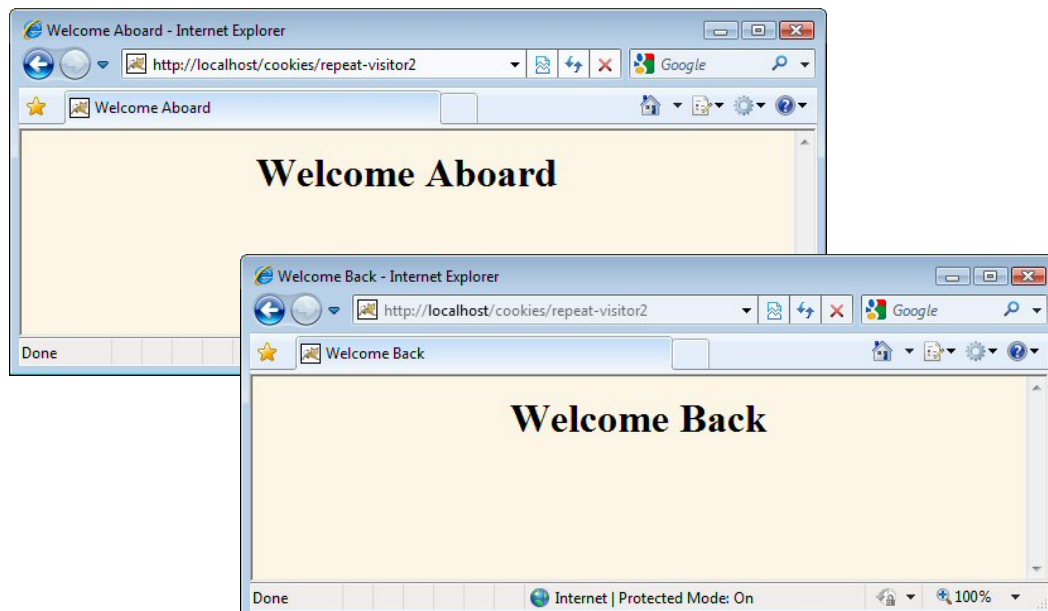 Welcome Aboard - Internet Explorer
http://localhost/cookies/repeat-visitor2
Google
Welcome Aboard
Welcome Aboard
Done
Welcome Back - Internet Explorer
http://localhost/cookies/repeat-visitor2
Google
Welcome Back
Welcome Back
Done
Internet | Protected Mode: On
100%